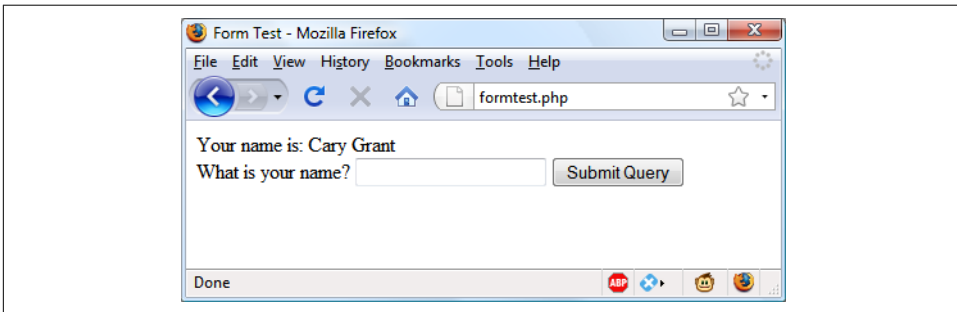 Form Test - Mozilla Firefox
File Edit View History Bookmarks Tools Help
formtest.php
Your name is: Cary Grant
What is your name? Submit Query
Done
ABP